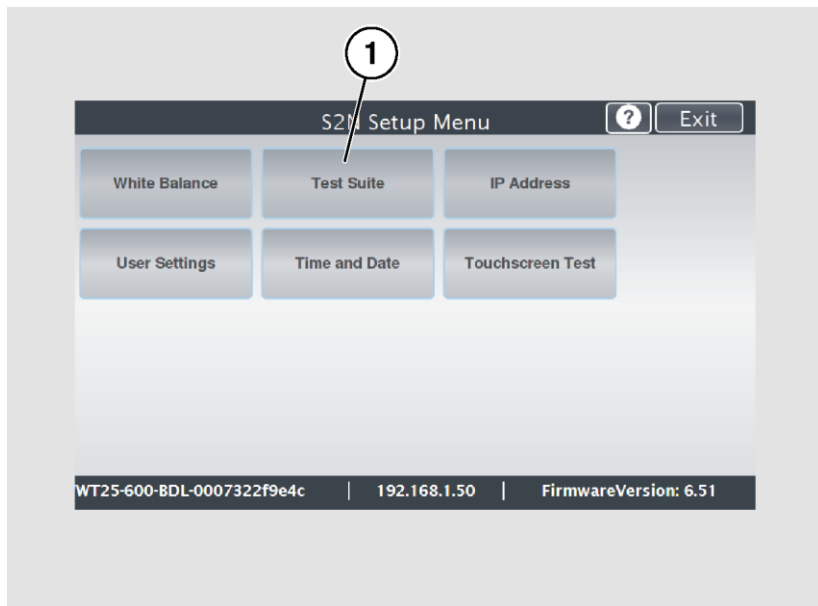 1
S2N Setup Menu ? Exit
White Balance Test Suite IP Address
User Settings Time and Date Touchscreen Test
WT25-600-BDL-0007322f9e4c | 192.168.1.50 | FirmwareVersion: 6.51